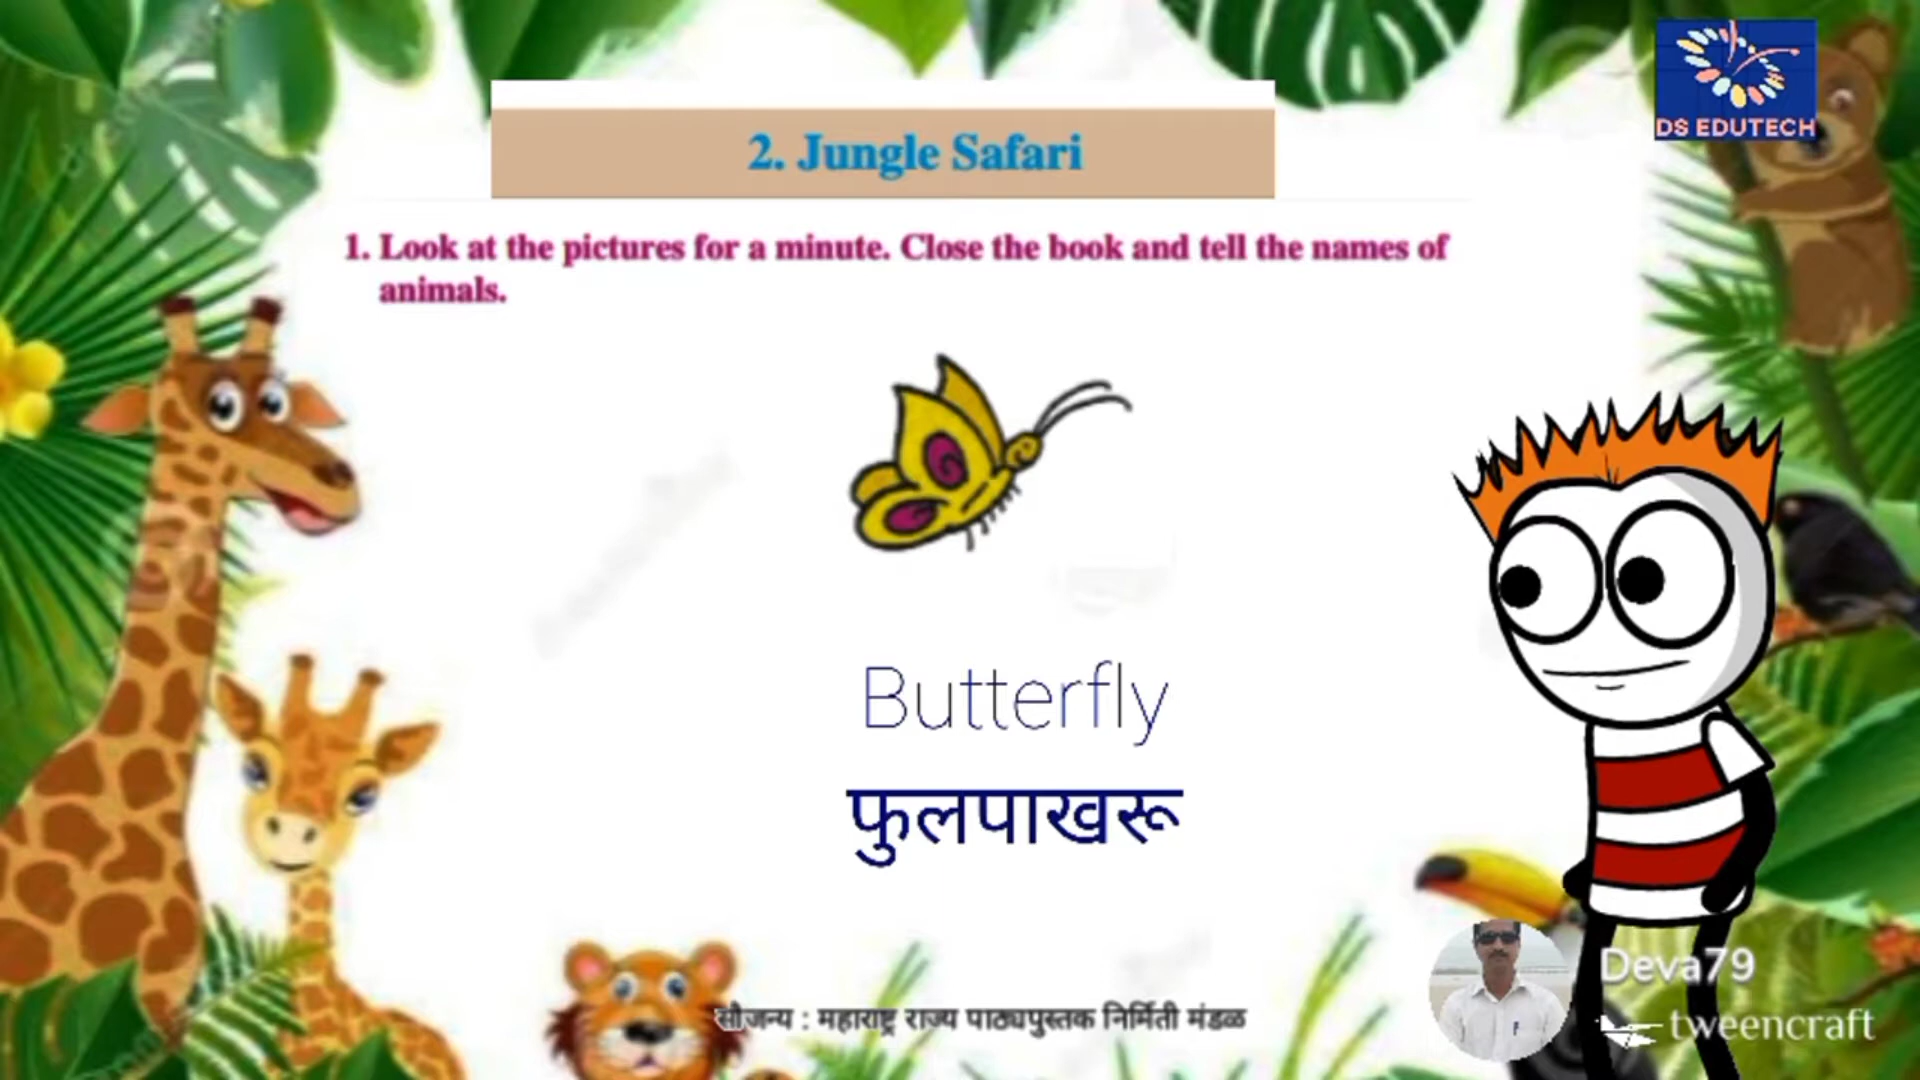 DS EDUTECH
2. Jungle Safari
1. Look at the pictures for a minute. Close the book and tell the names of
animals.
Butterfly
फुलपाखरू
सौजन्य : महाराष्ट्र राज्य पाठ्यपुस्तक निर्मिती मंडळ
Deva79
tweencraft